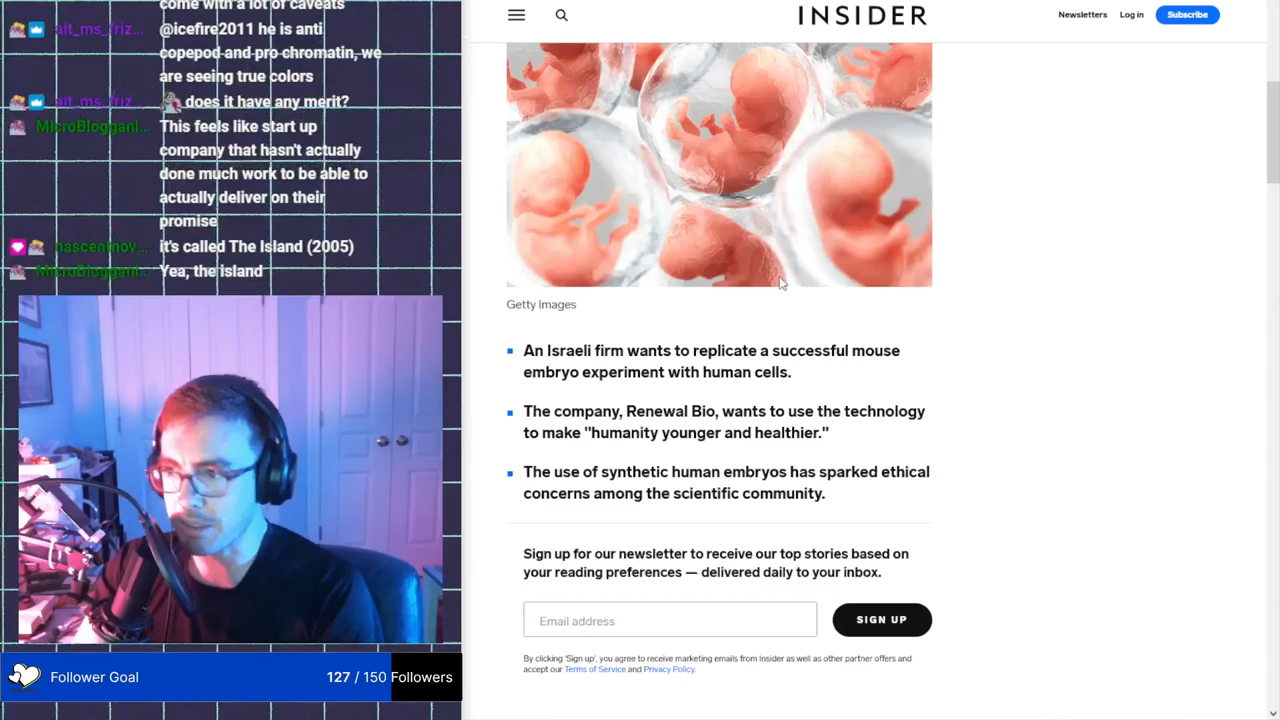 come with a lot of caveats
alt_ms_friz...
@icefire2011 he is anti
copepod and pro chromatin, we
are seeing true colors
alt_ms_friz...
does it have any merit?
MicroBloggani...
This feels like start up
company that hasn't actually
done much work to be able to
actually deliver on their
promise
nascentnov...
it's called The Island (2005)
MicroBloggani...
Yea, the island
Follower Goal
127 / 150 Followers
INSIDER
Newsletters
Log in
Subscribe
Getty Images
An Israeli firm wants to replicate a successful mouse
embryo experiment with human cells.
The company, Renewal Bio, wants to use the technology
to make "humanity younger and healthier."
The use of synthetic human embryos has sparked ethical
concerns among the scientific community.
Sign up for our newsletter to receive our top stories based on
your reading preferences — delivered daily to your inbox.
Email address
SIGN UP
By clicking 'Sign up', you agree to receive marketing emails from Insider as well as other partner offers and
accept our Terms of Service and Privacy Policy.